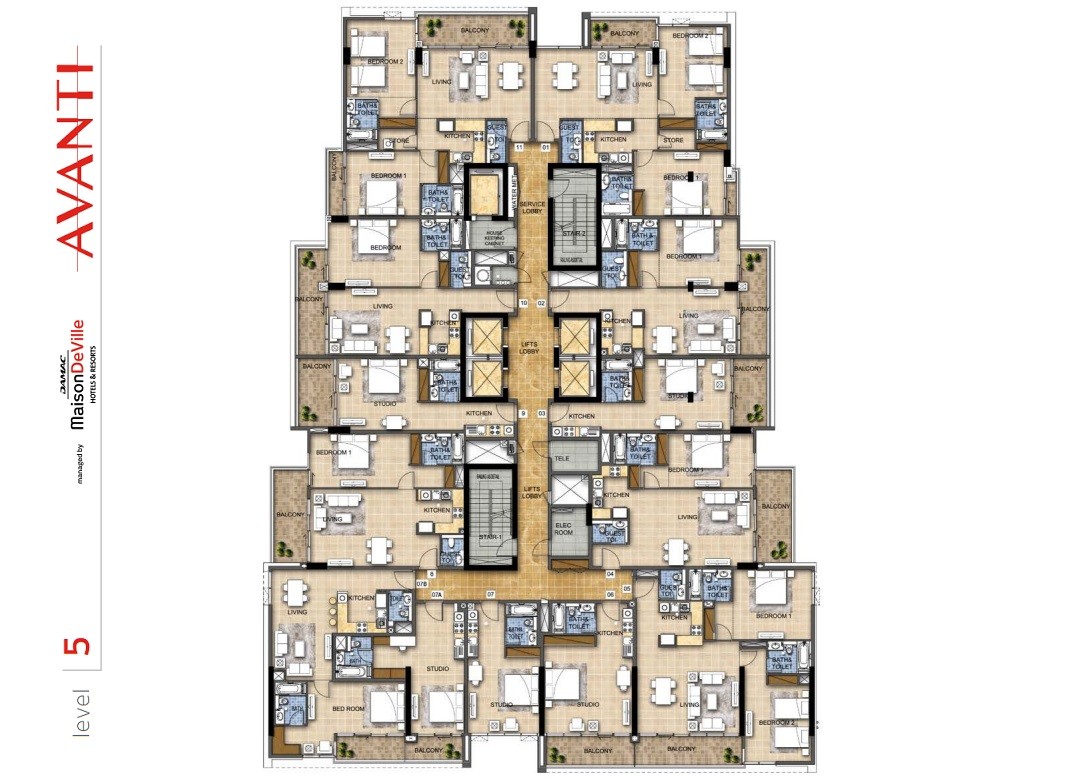 AVANTI
managed by
DAMAC
MaisonDeVille
HOTELS & RESORTS
level 5
BALCONY
BALCONY
BEDROOM 2
BEDROOM 2
LIVING
LIVING
BATH&
TOILET
BATH&
TOILET
STORE
KITCHEN
GUEST
TOI.
GUEST
TOI.
KITCHEN
STORE
11
01
BALCONY
BEDROOM 1
BATH&
TOILET
WATER MET.
SERVICE
LOBBY
BATH&
TOILET
BEDROOM 1
STAIR-2
HOUSE
KEEPING
CABINET
BEDROOM
BATH&
TOILET
GUEST
TOI.
BATH&
TOILET
GUEST
TOI.
BEDROOM 1
BALCONY
LIVING
KITCHEN
10
02
KITCHEN
LIVING
BALCONY
LIFTS
LOBBY
BALCONY
STUDIO
BATH&
TOILET
KITCHEN
9
03
KITCHEN
BATH&
TOILET
STUDIO
BALCONY
BEDROOM 1
BATH&
TOILET
TELE
BATH&
TOILET
BEDROOM 1
BALCONY
LIVING
KITCHEN
GUEST
TOI.
STAIR-1
LIFTS
LOBBY
ELEC
ROOM
KITCHEN
GUEST
TOI.
LIVING
BALCONY
8
07B
07A
07
04
05
06
LIVING
KITCHEN
TOILET
BATH
BATH
BED ROOM
STUDIO
BALCONY
BATH&
TOILET
STUDIO
BATH&
TOILET
KITCHEN
STUDIO
BALCONY
GUEST
TOI.
BATH&
TOILET
KITCHEN
BEDROOM 1
BATH&
TOILET
LIVING
BEDROOM 2
BALCONY